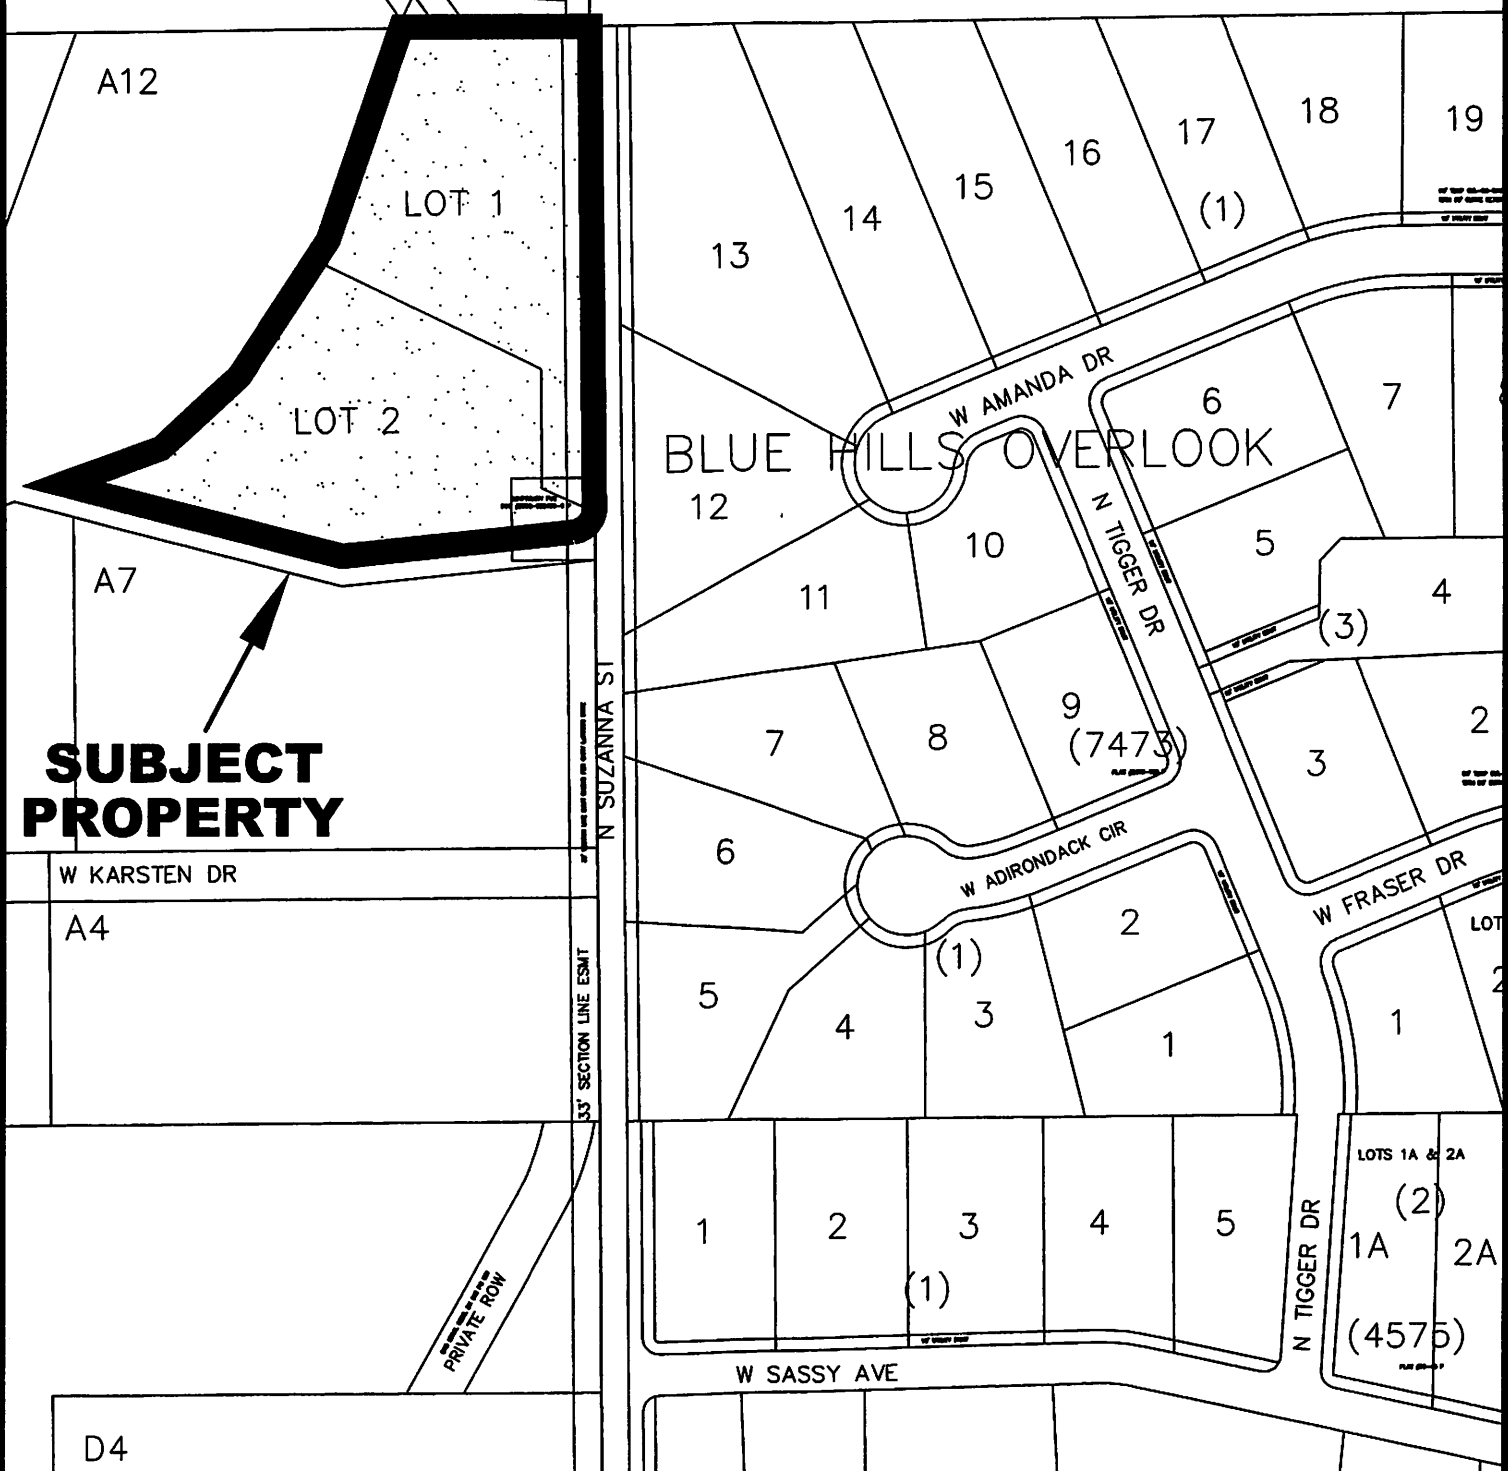 A12
LOT 1
LOT 2
A7
SUBJECT
PROPERTY
W KARSTEN DR
A4
33' SECTION LINE ESMT
N SUZANNA ST
PRIVATE ROW
D4
13
14
15
16
17
(1)
18
19
W AMANDA DR
BLUE HILLS OVERLOOK
12
11
10
N TIGGER DR
6
7
5
4
(3)
7
8
9
(7473)
3
2
6
W ADIRONDACK CIR
W FRASER DR
5
4
(1)
3
2
1
1
LOT
2
1
2
3
4
5
(1)
N TIGGER DR
LOTS 1A & 2A
(2)
1A
2A
(4575)
W SASSY AVE